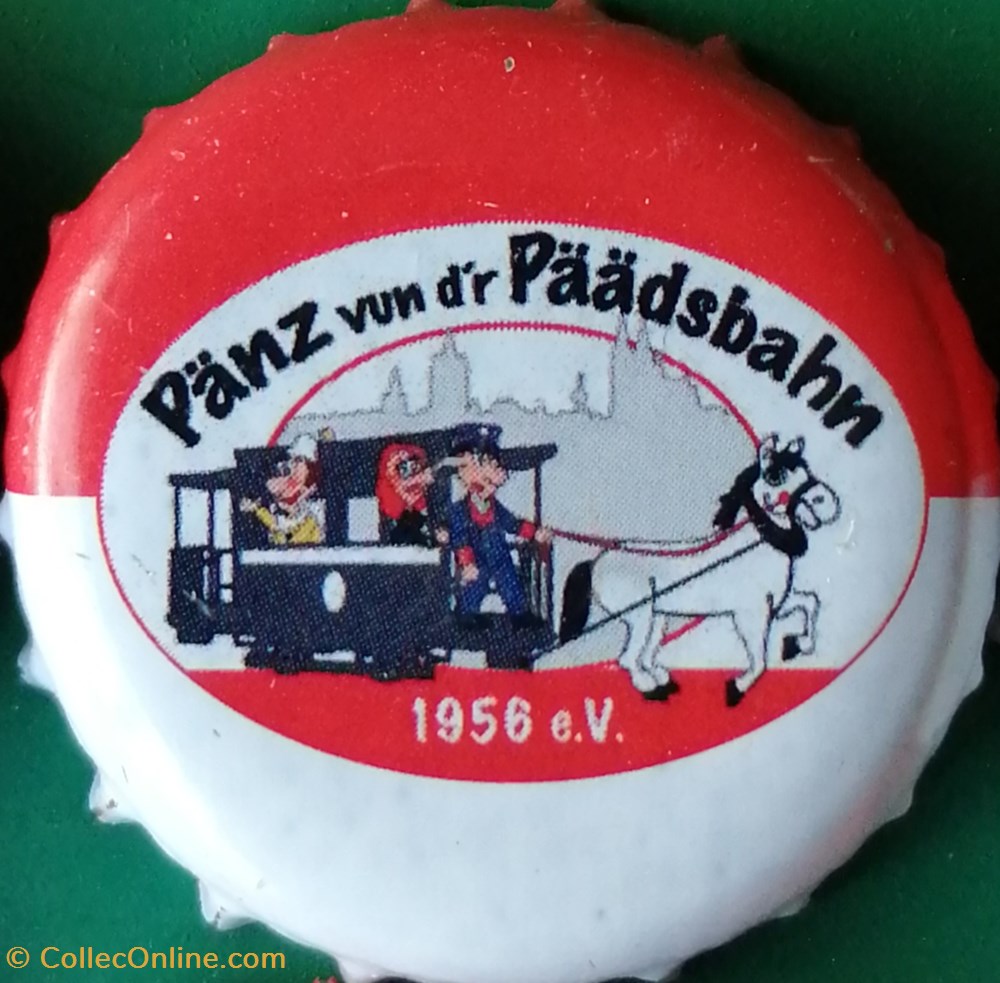 Pänz vun d'r Päädsbahn
1956 e.V.
© CollecOnline.com